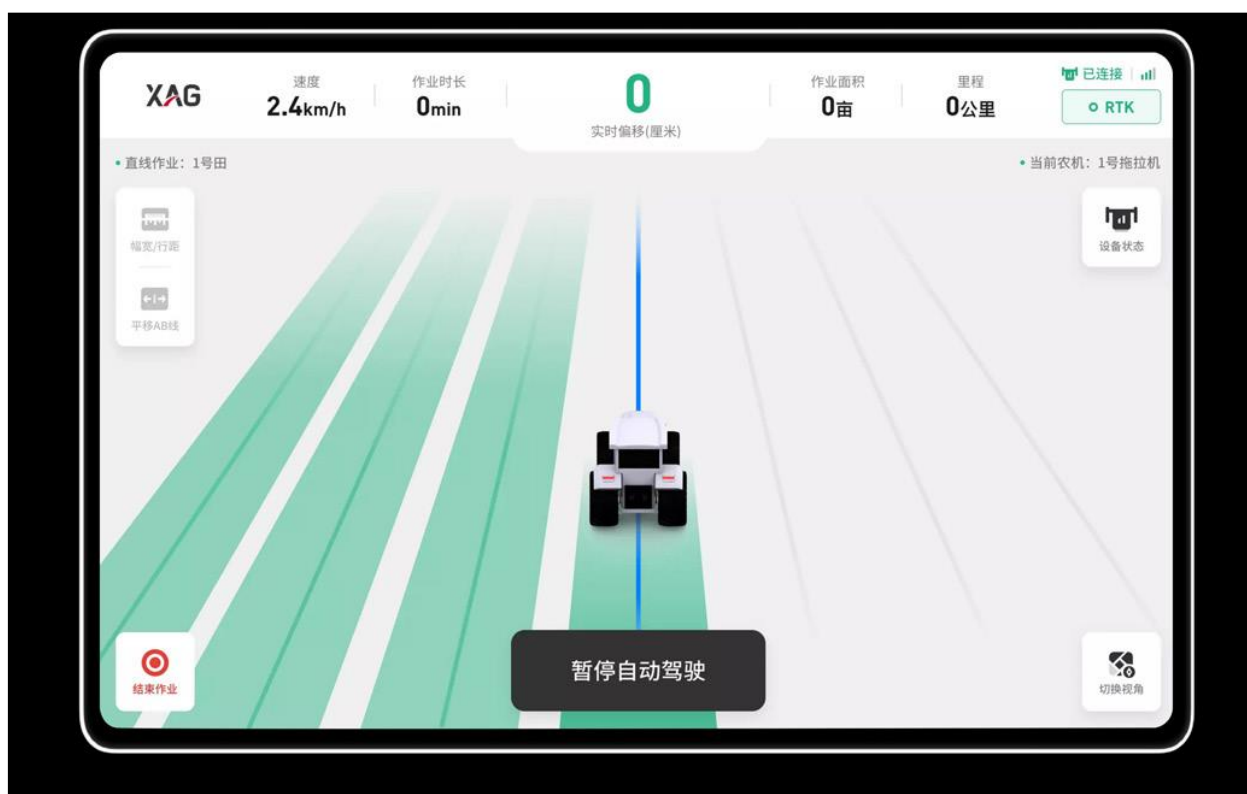 XAG
速度
2.4km/h
作业时长
0min
0
实时偏移(厘米)
作业面积
0亩
里程
0公里
已连接
RTK
直线作业：1号田
当前农机：1号拖拉机
幅宽/行距
平移AB线
设备状态
结束作业
暂停自动驾驶
切换视角